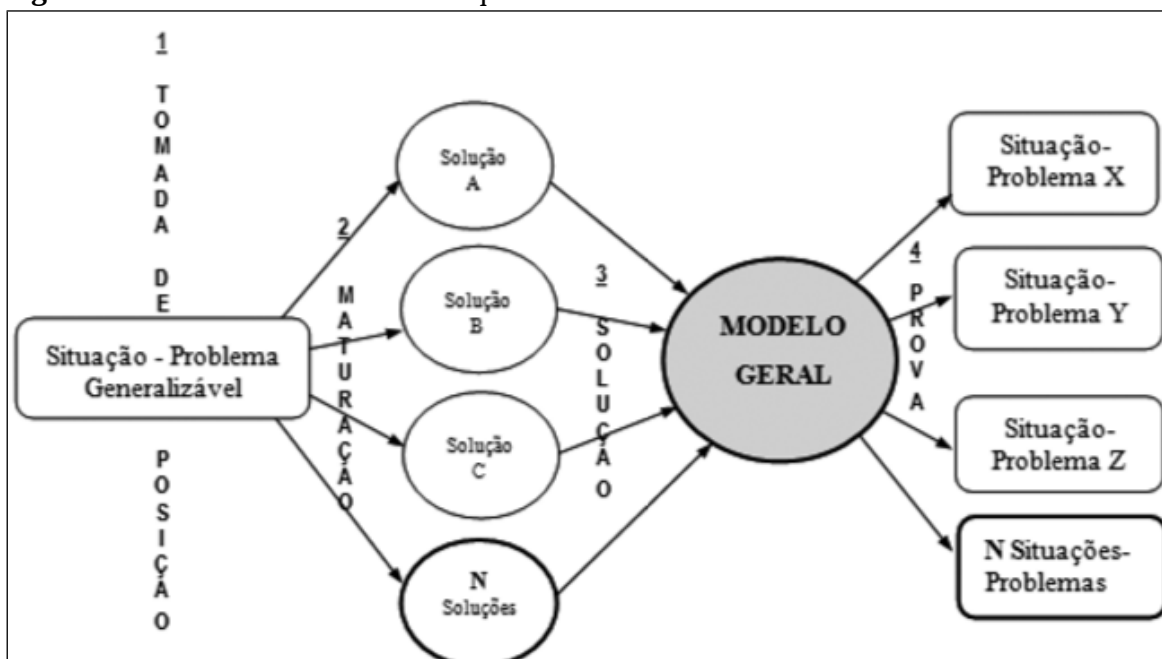 1 TOMADA DE POSIÇÃO
Situação - Problema
Generalizável
2 MATURAÇÃO
Solução
A
Solução
B
Solução
C
N
Soluções
3 SOLUÇÃO
MODELO
GERAL
4 PROVA
Situação-
Problema X
Situação-
Problema Y
Situação-
Problema Z
N Situações-
Problemas